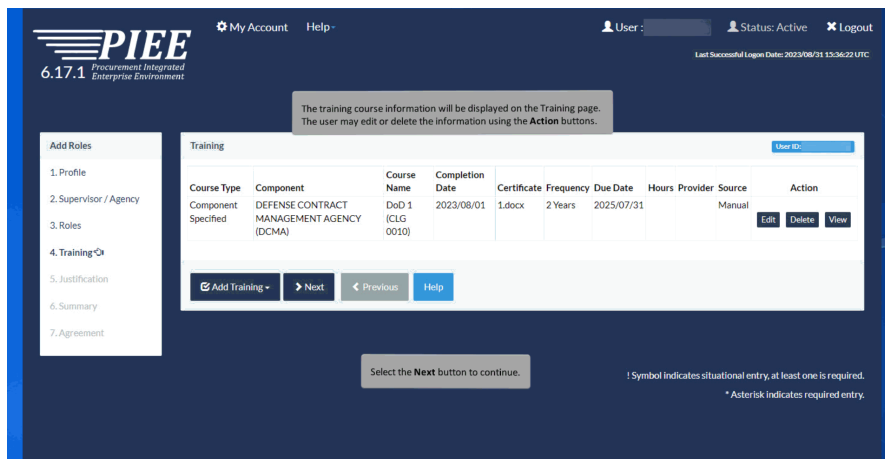 My Account Help
User :
Status: Active
Logout
PIEE
6.17.1 Procurement Integrated
Enterprise Environment
Last Successful Logon Date: 2023/08/31 15:36:22 UTC
The training course information will be displayed on the Training page.
The user may edit or delete the information using the Action buttons.
Add Roles
1. Profile
2. Supervisor / Agency
3. Roles
4. Training
5. Justification
6. Summary
7. Agreement
Training
User ID:
Course Type Component Course Name Completion Date Certificate Frequency Due Date Hours Provider Source Action
Component Specified DEFENSE CONTRACT MANAGEMENT AGENCY (DCMA) DoD 1 (CLG 0010) 2023/08/01 1.docx 2 Years 2025/07/31 Manual Edit Delete View
Add Training Next Previous Help
Select the Next button to continue.
! Symbol indicates situational entry, at least one is required.
* Asterisk indicates required entry.